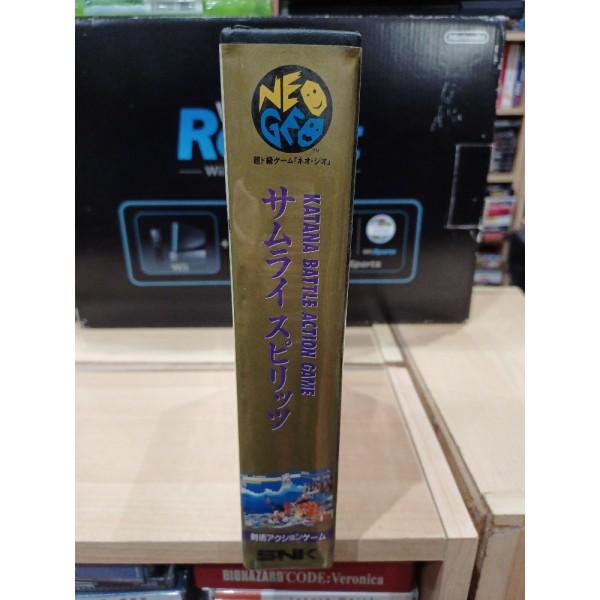 NEO
GEO
TM
超ド級ゲーム「ネオ・ジオ」
KATANA BATTLE ACTION GAME
サムライスピリッツ
剣術アクションゲーム
SNK
Nintendo
Wii
Sports
BIOHAZARD CODE:Veronica